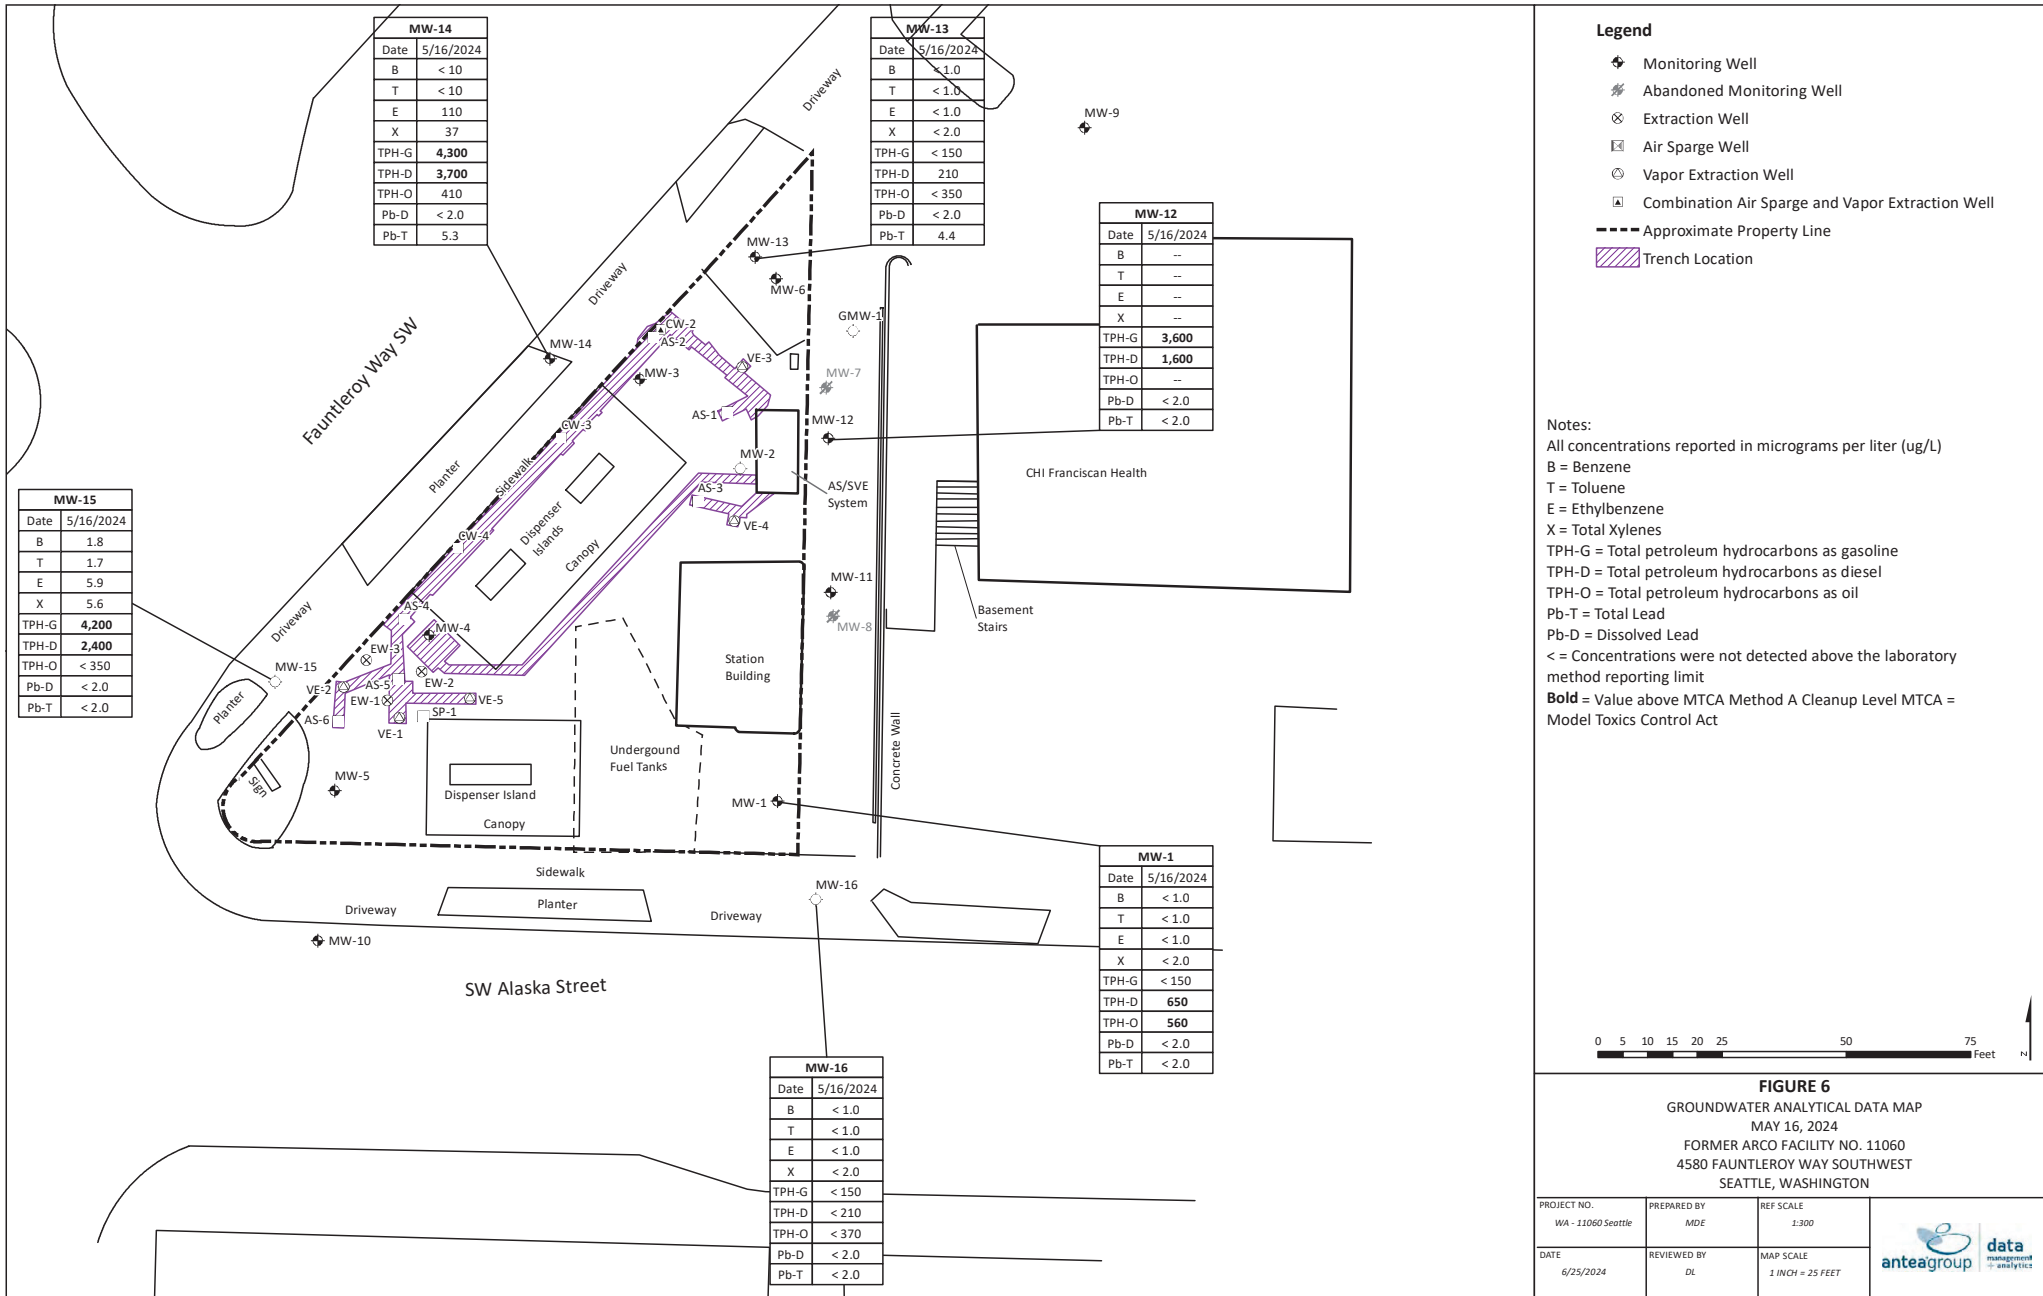 MW-14
Date 5/16/2024
B < 10
T < 10
E 110
X 37
TPH-G 4,300
TPH-D 3,700
TPH-O 410
Pb-D < 2.0
Pb-T 5.3
MW-13
Date 5/16/2024
B < 1.0
T < 1.0
E < 1.0
X < 2.0
TPH-G < 150
TPH-D 210
TPH-O < 350
Pb-D < 2.0
Pb-T 4.4
MW-12
Date 5/16/2024
B --
T --
E --
X --
TPH-G 3,600
TPH-D 1,600
TPH-O --
Pb-D < 2.0
Pb-T < 2.0
MW-15
Date 5/16/2024
B 1.8
T 1.7
E 5.9
X 5.6
TPH-G 4,200
TPH-D 2,400
TPH-O < 350
Pb-D < 2.0
Pb-T < 2.0
MW-1
Date 5/16/2024
B < 1.0
T < 1.0
E < 1.0
X < 2.0
TPH-G < 150
TPH-D 650
TPH-O 560
Pb-D < 2.0
Pb-T < 2.0
MW-16
Date 5/16/2024
B < 1.0
T < 1.0
E < 1.0
X < 2.0
TPH-G < 150
TPH-D < 210
TPH-O < 370
Pb-D < 2.0
Pb-T < 2.0
Driveway
MW-9
MW-13
MW-6
Driveway
GMW-1
CW-2
AS-2
MW-14
VE-3
MW-3
MW-7
Fauntleroy Way SW
AS-1
MW-12
CW-3
MW-2
Planter
Sidewalk
AS-3
AS/SVE
System
CHI Franciscan Health
VE-4
Dispenser
Islands
CW-4
Canopy
MW-11
AS-4
Driveway
MW-4
MW-8
Basement
Stairs
EW-3
MW-15
Station
Building
VE-2
AS-5
EW-2
EW-1
VE-5
Planter
AS-6
SP-1
VE-1
Concrete Wall
Undergound
Fuel Tanks
MW-5
Sign
Dispenser Island
MW-1
Canopy
Sidewalk
MW-16
Planter
Driveway
Driveway
MW-10
SW Alaska Street
Legend
Monitoring Well
Abandoned Monitoring Well
Extraction Well
Air Sparge Well
Vapor Extraction Well
Combination Air Sparge and Vapor Extraction Well
Approximate Property Line
Trench Location
Notes:
All concentrations reported in micrograms per liter (ug/L)
B = Benzene
T = Toluene
E = Ethylbenzene
X = Total Xylenes
TPH-G = Total petroleum hydrocarbons as gasoline
TPH-D = Total petroleum hydrocarbons as diesel
TPH-O = Total petroleum hydrocarbons as oil
Pb-T = Total Lead
Pb-D = Dissolved Lead
< = Concentrations were not detected above the laboratory
method reporting limit
Bold = Value above MTCA Method A Cleanup Level MTCA =
Model Toxics Control Act
0 5 10 15 20 25 50 75
Feet
N
FIGURE 6
GROUNDWATER ANALYTICAL DATA MAP
MAY 16, 2024
FORMER ARCO FACILITY NO. 11060
4580 FAUNTLEROY WAY SOUTHWEST
SEATTLE, WASHINGTON
PROJECT NO. PREPARED BY REF SCALE
WA - 11060 Seattle MDE 1:300
DATE REVIEWED BY MAP SCALE
6/25/2024 DL 1 INCH = 25 FEET
anteagroup
data
management
+ analytics